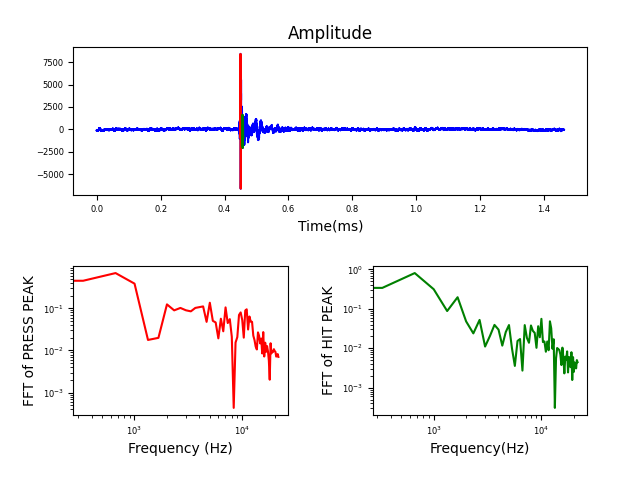 Amplitude
7500
5000
2500
0
−2500
−5000
0.0 0.2 0.4 0.6 0.8 1.0 1.2 1.4
Time(ms)
FFT of PRESS PEAK
10⁻¹
10⁻²
10⁻³
10³ 10⁴
Frequency (Hz)
FFT of HIT PEAK
10⁰
10⁻¹
10⁻²
10⁻³
10³ 10⁴
Frequency(Hz)